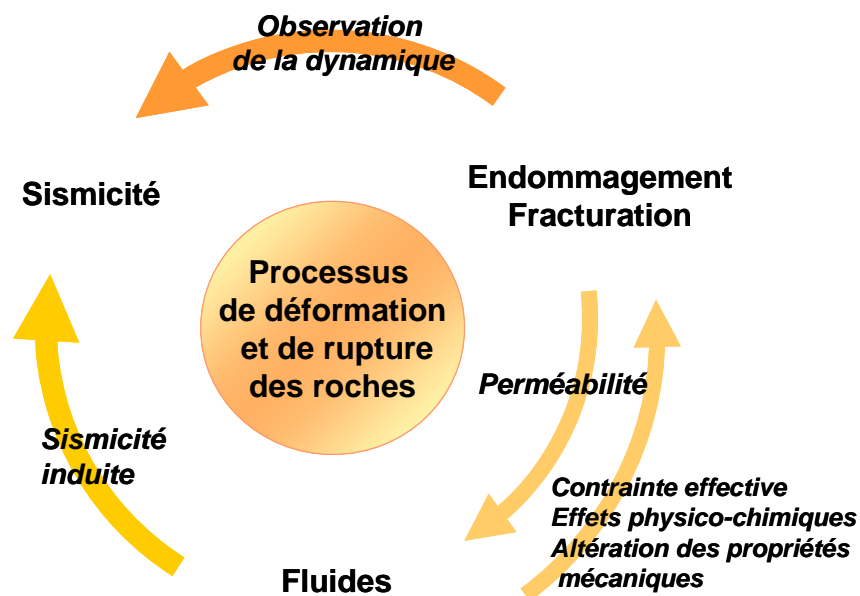 Observation
de la dynamique
Sismicité
Endommagement
Fracturation
Processus
de déformation
et de rupture
des roches
Perméabilité
Sismicité
induite
Contrainte effective
Effets physico-chimiques
Altération des propriétés
mécaniques
Fluides